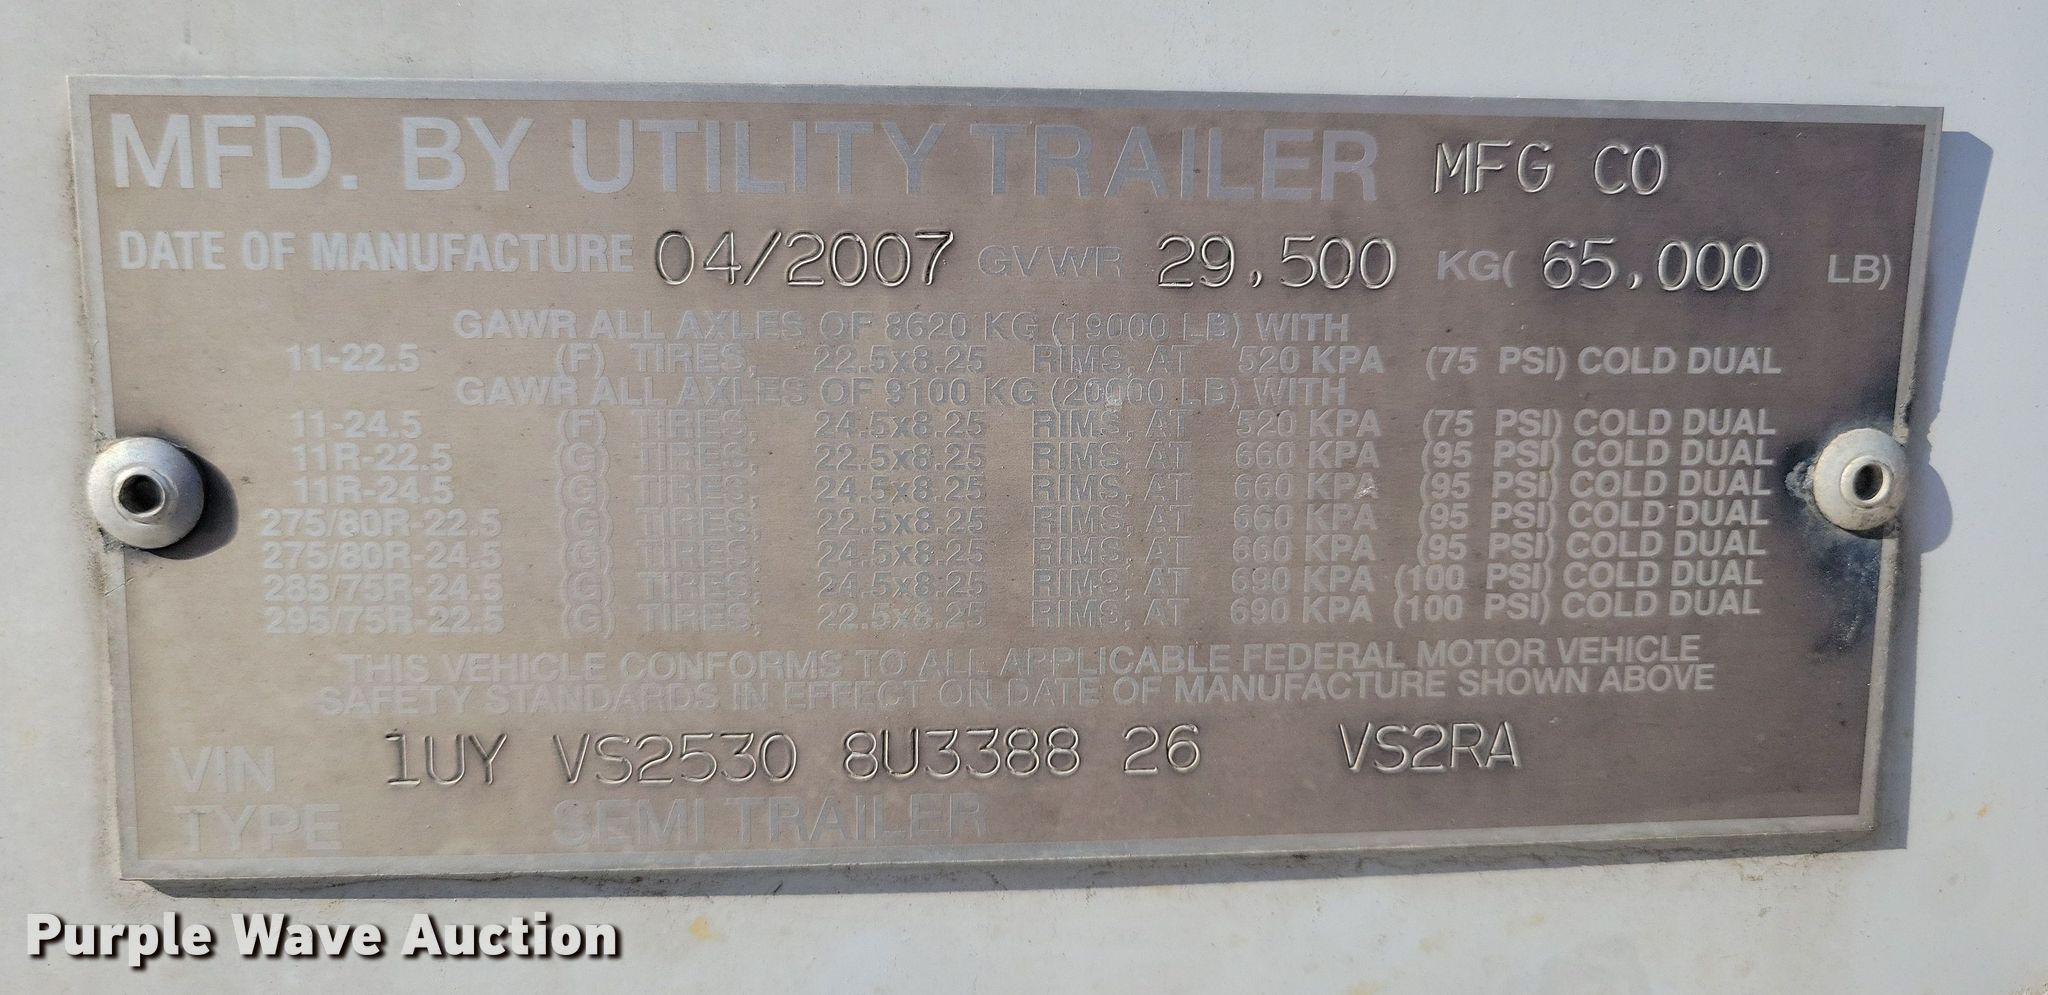 MFD. BY UTILITY TRAILER MFG CO
DATE OF MANUFACTURE 04/2007 GVWR 29,500 KG( 65,000 LB)
GAWR ALL AXLES OF 8620 KG (19000 LB) WITH
11-22.5 (F) TIRES, 22.5x8.25 RIMS, AT 520 KPA (75 PSI) COLD DUAL
GAWR ALL AXLES OF 9100 KG (20000 LB) WITH
11-24.5 (F) TIRES, 24.5x8.25 RIMS, AT 520 KPA (75 PSI) COLD DUAL
11R-22.5 (G) TIRES, 22.5x8.25 RIMS, AT 660 KPA (95 PSI) COLD DUAL
11R-24.5 (G) TIRES, 24.5x8.25 RIMS, AT 660 KPA (95 PSI) COLD DUAL
275/80R-22.5 (G) TIRES, 22.5x8.25 RIMS, AT 660 KPA (95 PSI) COLD DUAL
275/80R-24.5 (G) TIRES, 24.5x8.25 RIMS, AT 660 KPA (95 PSI) COLD DUAL
285/75R-24.5 (G) TIRES, 24.5x8.25 RIMS, AT 690 KPA (100 PSI) COLD DUAL
295/75R-22.5 (G) TIRES, 22.5x8.25 RIMS, AT 690 KPA (100 PSI) COLD DUAL
THIS VEHICLE CONFORMS TO ALL APPLICABLE FEDERAL MOTOR VEHICLE
SAFETY STANDARDS IN EFFECT ON DATE OF MANUFACTURE SHOWN ABOVE
VIN 1UY VS2530 8U3388 26 VS2RA
TYPE SEMI TRAILER
Purple Wave Auction